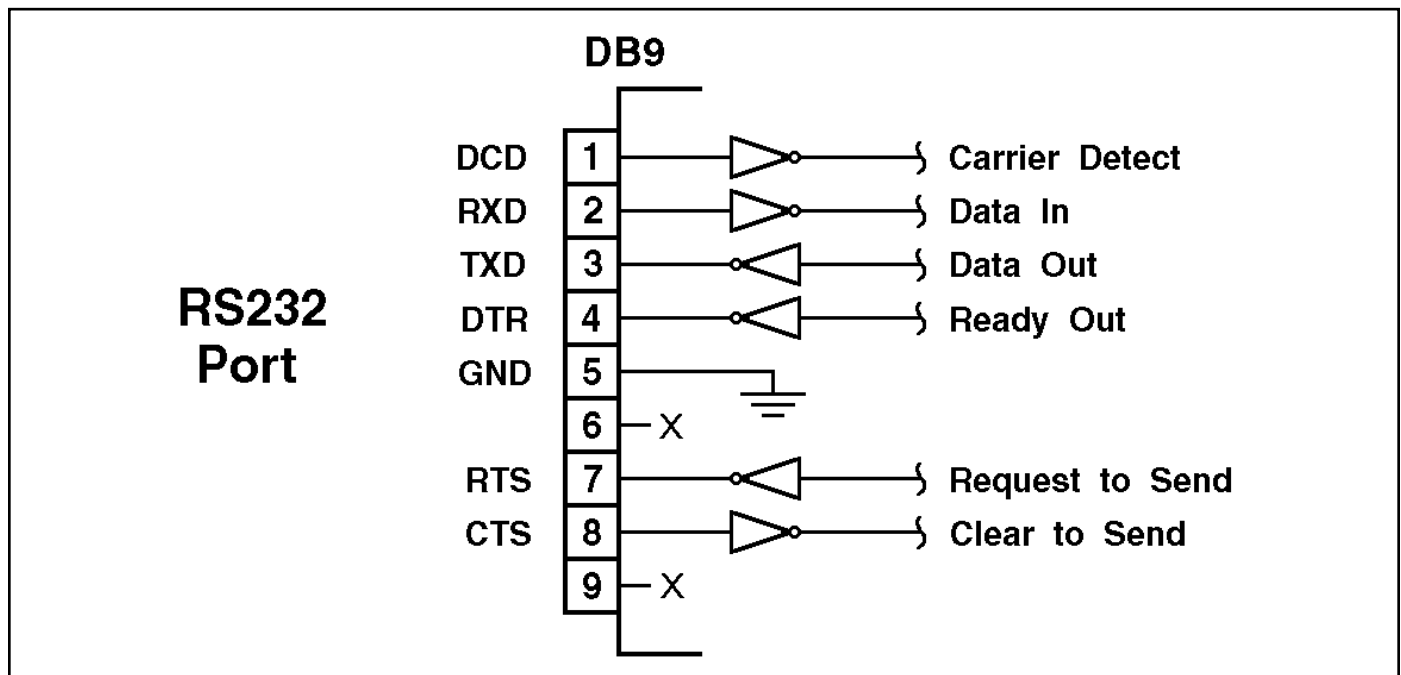 DB9
RS232
Port
DCD 1 Carrier Detect
RXD 2 Data In
TXD 3 Data Out
DTR 4 Ready Out
GND 5
6 X
RTS 7 Request to Send
CTS 8 Clear to Send
9 X